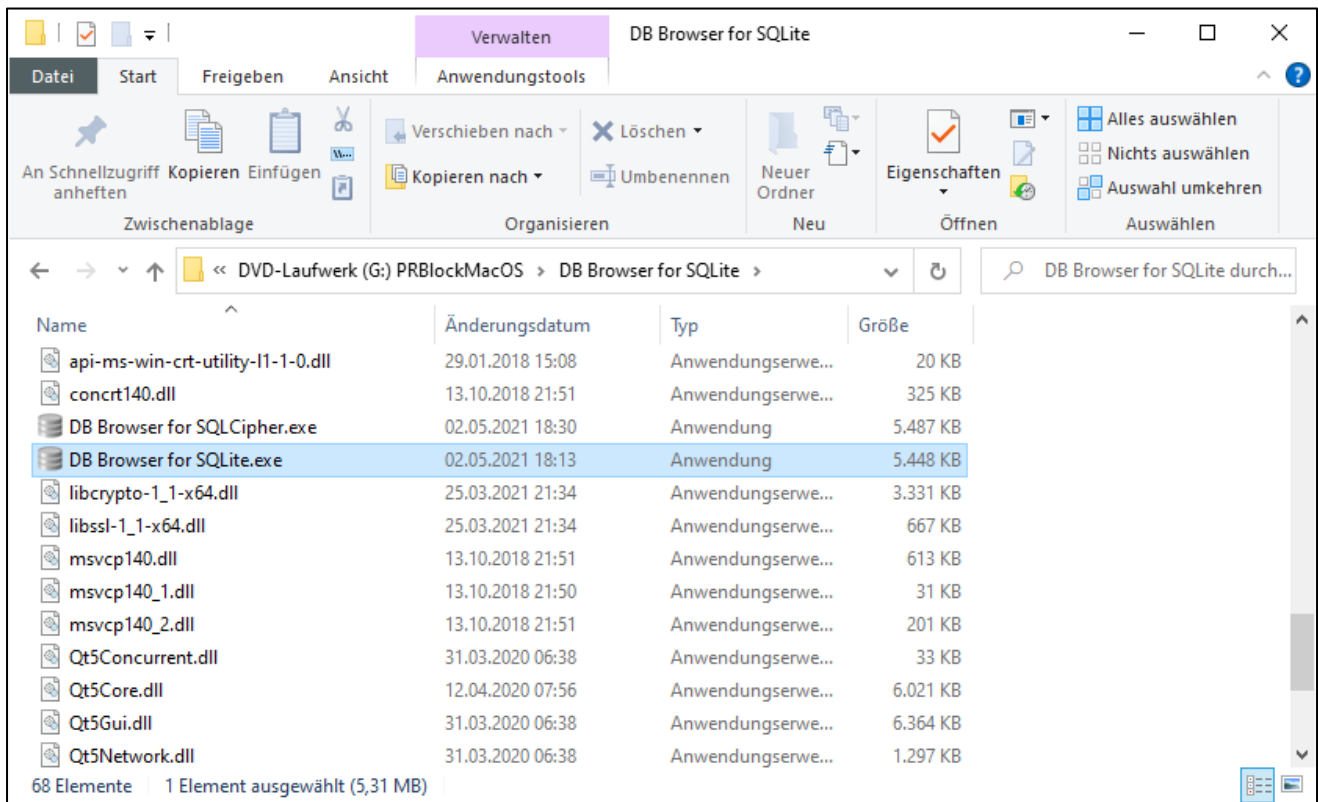 Verwalten DB Browser for SQLite
Datei Start Freigeben Ansicht Anwendungstools
An Schnellzugriff anheften
Kopieren
Einfügen
Zwischenablage
Verschieben nach
Kopieren nach
Löschen
Umbenennen
Organisieren
Neuer Ordner
Neu
Eigenschaften
Öffnen
Alles auswählen
Nichts auswählen
Auswahl umkehren
Auswählen
« DVD-Laufwerk (G:) PRBlockMacOS > DB Browser for SQLite > DB Browser for SQLite durch...
Name Änderungsdatum Typ Größe
api-ms-win-crt-utility-l1-1-0.dll 29.01.2018 15:08 Anwendungserwe... 20 KB
concrt140.dll 13.10.2018 21:51 Anwendungserwe... 325 KB
DB Browser for SQLCipher.exe 02.05.2021 18:30 Anwendung 5.487 KB
DB Browser for SQLite.exe 02.05.2021 18:13 Anwendung 5.448 KB
libcrypto-1_1-x64.dll 25.03.2021 21:34 Anwendungserwe... 3.331 KB
libssl-1_1-x64.dll 25.03.2021 21:34 Anwendungserwe... 667 KB
msvcp140.dll 13.10.2018 21:51 Anwendungserwe... 613 KB
msvcp140_1.dll 13.10.2018 21:50 Anwendungserwe... 31 KB
msvcp140_2.dll 13.10.2018 21:51 Anwendungserwe... 201 KB
Qt5Concurrent.dll 31.03.2020 06:38 Anwendungserwe... 33 KB
Qt5Core.dll 12.04.2020 07:56 Anwendungserwe... 6.021 KB
Qt5Gui.dll 31.03.2020 06:38 Anwendungserwe... 6.364 KB
Qt5Network.dll 31.03.2020 06:38 Anwendungserwe... 1.297 KB
68 Elemente 1 Element ausgewählt (5,31 MB)